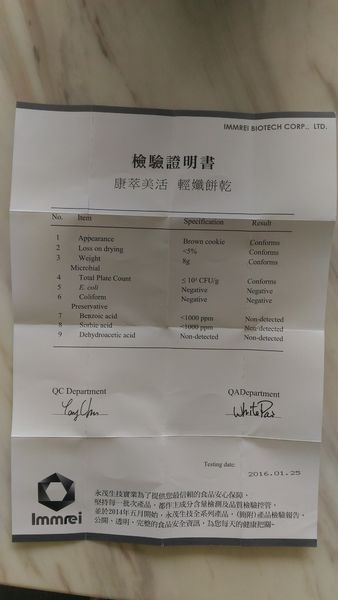 IMMREI BIOTECH CORP., LTD.
檢驗證明書
康萃美活 輕孅餅乾
No. Item Specification Result
1 Appearance Brown cookie Conforms
2 Loss on drying <5% Conforms
3 Weight 8g Conforms
Microbial
4 Total Plate Count ≤ 10³ CFU/g Conforms
5 E. coli Negative Negative
6 Coliform Negative Negative
Preservative
7 Benzoic acid <1000 ppm Non-detected
8 Sorbic acid <1000 ppm Non-detected
9 Dehydroacetic acid Non-detected Non-detected
QC Department QADepartment
Testing date: 2016.01.25
永茂生技實業為了提供您最信賴的食品安心保障，
堅持每一批次產品，都作主成分含量檢測及品質檢驗控管，
並於2014年五月開始，永茂生技全系列產品，(隨附)產品檢驗報告。
公開、透明、完整的食品安全資訊，為您每天的健康把關。
Immrei